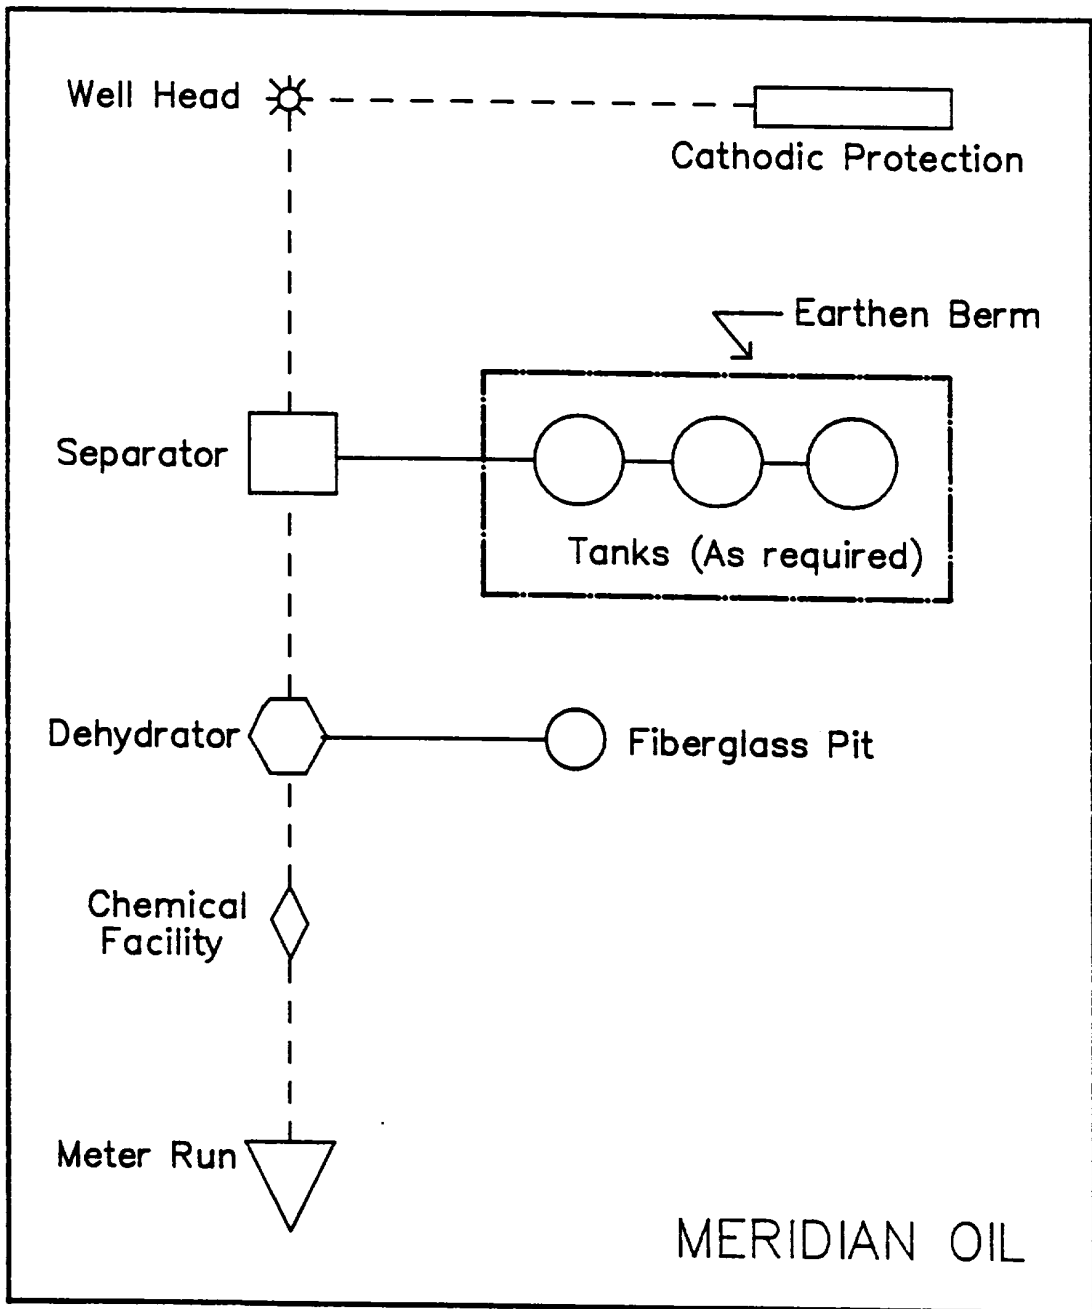 Well Head
Cathodic Protection
Earthen Berm
Separator
Tanks (As required)
Dehydrator
Fiberglass Pit
Chemical
Facility
Meter Run
MERIDIAN OIL